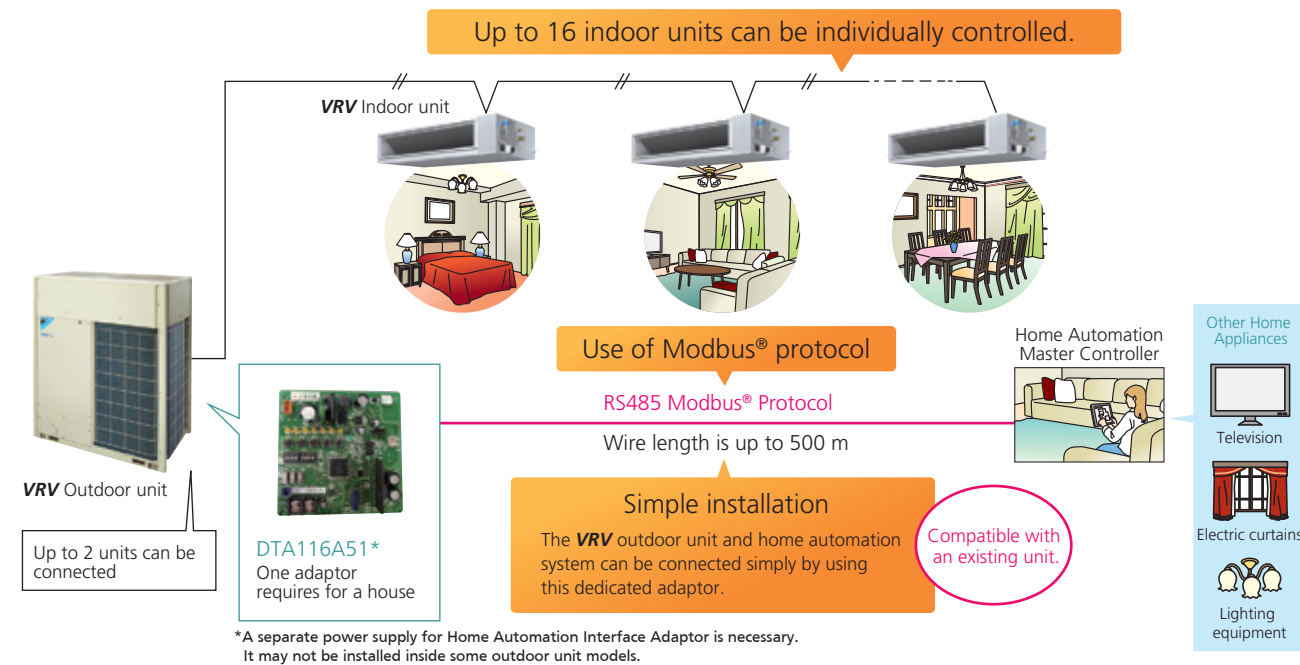 Up to 16 indoor units can be individually controlled.
VRV Indoor unit
Use of Modbus® protocol
RS485 Modbus® Protocol
Wire length is up to 500 m
Home Automation
Master Controller
Other Home
Appliances
Television
Electric curtains
Lighting
equipment
VRV Outdoor unit
Up to 2 units can be
connected
DTA116A51*
One adaptor
requires for a house
Simple installation
The VRV outdoor unit and home automation
system can be connected simply by using
this dedicated adaptor.
Compatible with
an existing unit.
*A separate power supply for Home Automation Interface Adaptor is necessary.
It may not be installed inside some outdoor unit models.